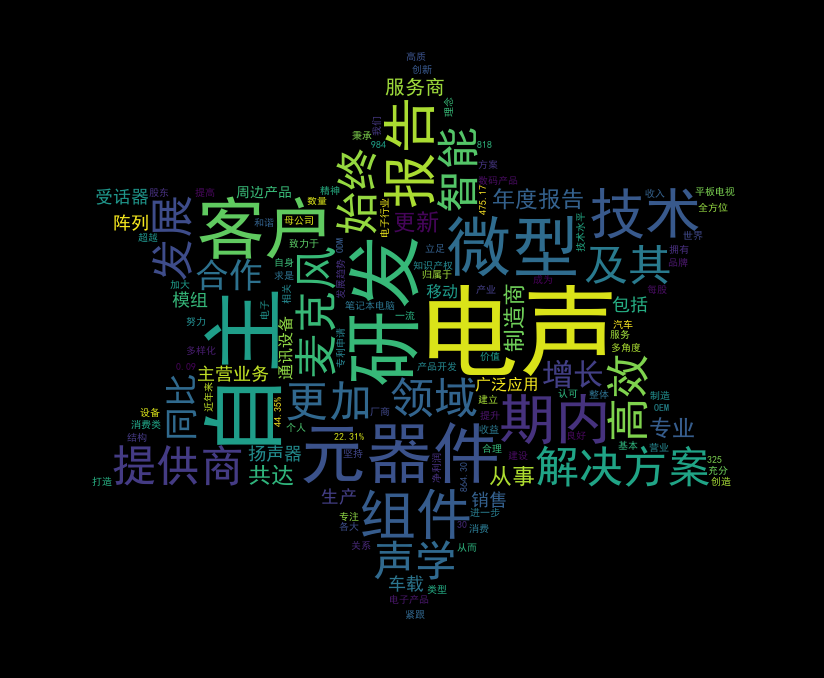 高质
创新
服务商
理念
我们
秉承
984
报告
智能
818
始终
方案
数码产品
受话器
股东
提高
周边产品
精神
475.17
年度报告
收入
平板电视
全方位
阵列
发展
和谐
客户
数量
母公司
电子行业
更新
微型
技术
技术水平
世界
超越
致力于
ODM
立足
知识产权
及其
拥有
品牌
合作
自身
求是
麦克风
发展趋势
研发
归属于
成为
每股
加大
模组
相关
笔记本电脑
移动
产业
包括
电子
自主
通讯设备
一流
电声
制造商
汽车
服务
努力
多样化
专利申请
价值
多角度
0.09
主营业务
产品开发
广泛应用
增长
高效
同比
近年来
更加
领域
认可
整体
制造
设备
消费类
44.35%
个人
厂商
建立
提升
期内
OEM
结构
22.31%
元器件
收益
良好
专业
提供商
扬声器
坚持
净利润
合理
基本
营业
打造
共达
864.30
从事
建设
解决方案
325
充分
创造
生产
组件
销售
专注
各大
30
进一步
消费
关系
声学
从而
车载
类型
电子产品
紧跟